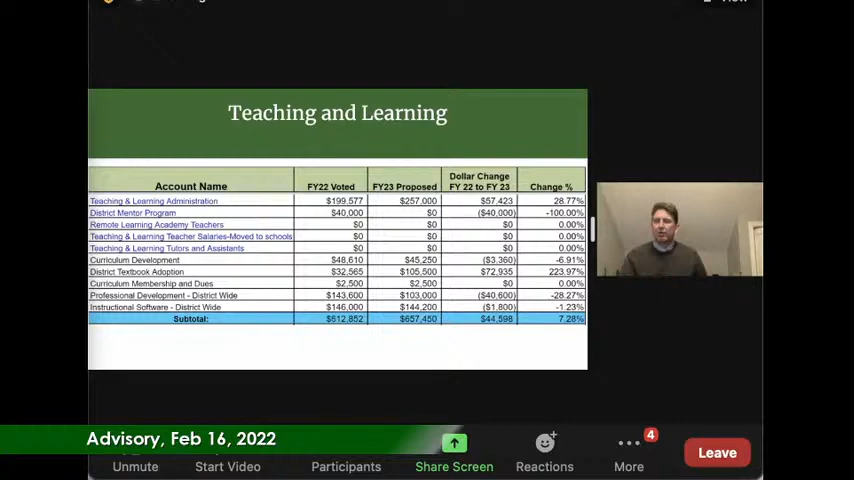 Teaching and Learning
Account Name FY22 Voted FY23 Proposed Dollar Change FY 22 to FY 23 Change %
Teaching & Learning Administration $199,577 $257,000 $57,423 28.77%
District Mentor Program $40,000 $0 ($40,000) -100.00%
Remote Learning Academy Teachers $0 $0 $0 0.00%
Teaching & Learning Teacher Salaries-Moved to schools $0 $0 $0 0.00%
Teaching & Learning Tutors and Assistants $0 $0 $0 0.00%
Curriculum Development $48,610 $45,250 ($3,360) -6.91%
District Textbook Adoption $32,565 $105,500 $72,935 223.97%
Curriculum Membership and Dues $2,500 $2,500 $0 0.00%
Professional Development - District Wide $143,600 $103,000 ($40,600) -28.27%
Instructional Software - District Wide $146,000 $144,200 ($1,800) -1.23%
Subtotal: $612,852 $657,450 $44,598 7.28%
Advisory, Feb 16, 2022
4
Unmute Start Video Participants Share Screen Reactions More Leave